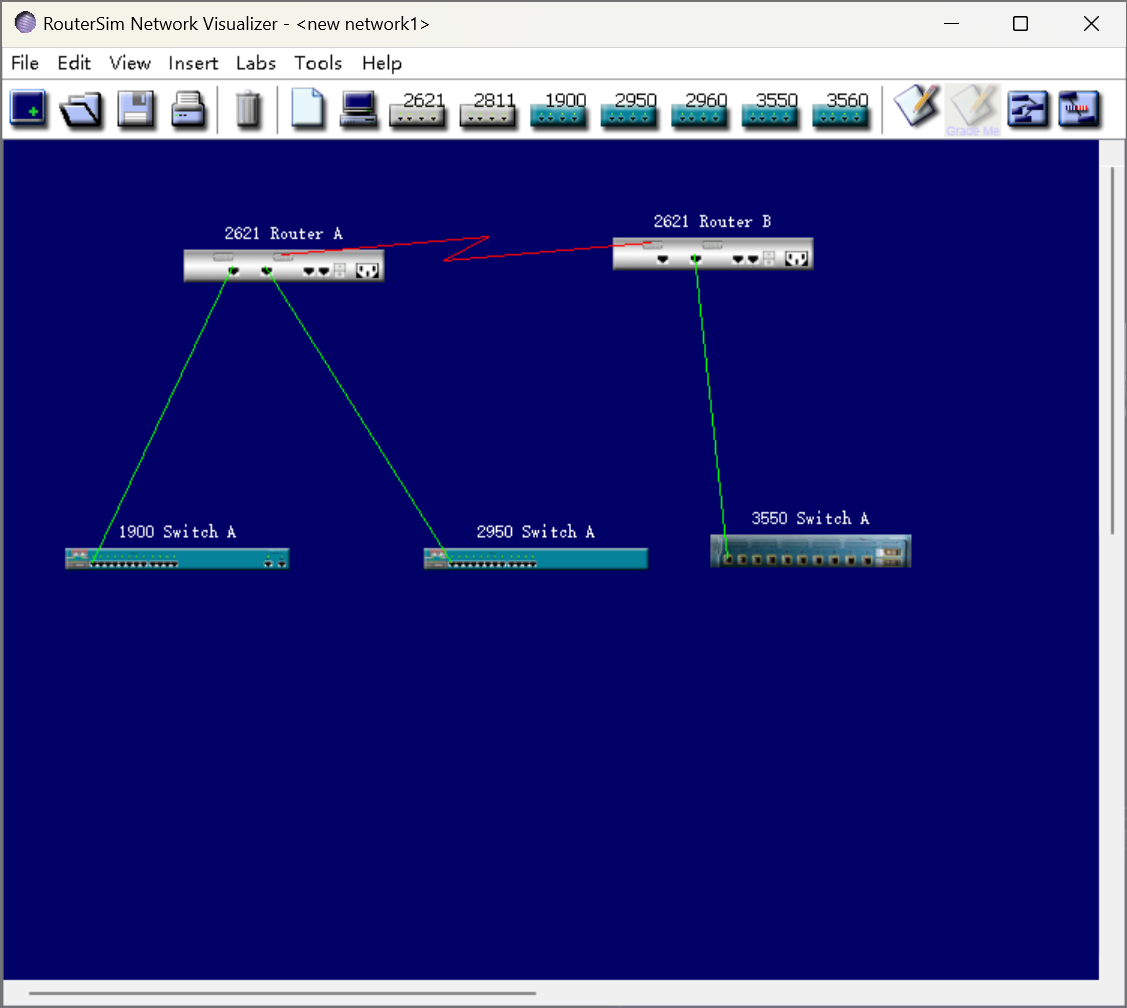 RouterSim Network Visualizer - <new network1>
File Edit View Insert Labs Tools Help
2621 2811 1900 2950 2960 3550 3560
Grade Me
2621 Router A
2621 Router B
1900 Switch A
2950 Switch A
3550 Switch A